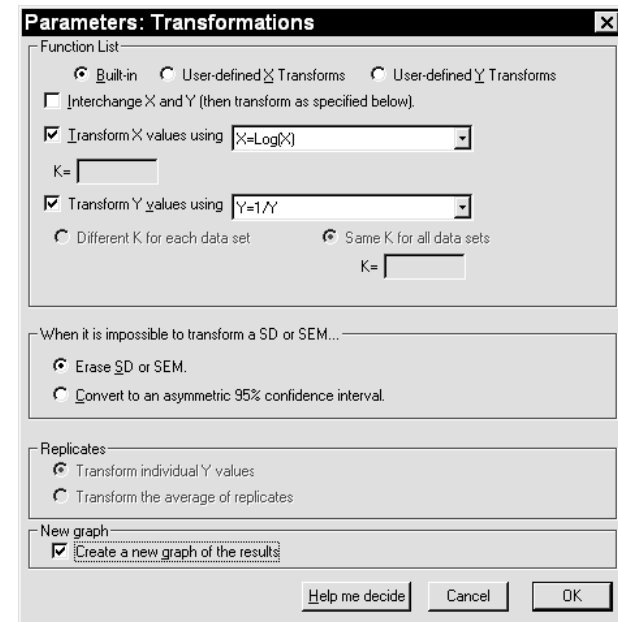 Parameters: Transformations
Function List
Built-in User-defined X Transforms User-defined Y Transforms
Interchange X and Y (then transform as specified below).
Transform X values using X=Log(X)
K=
Transform Y values using Y=1/Y
Different K for each data set Same K for all data sets
K=
When it is impossible to transform a SD or SEM...
Erase SD or SEM.
Convert to an asymmetric 95% confidence interval.
Replicates
Transform individual Y values
Transform the average of replicates
New graph
Create a new graph of the results
Help me decide Cancel OK